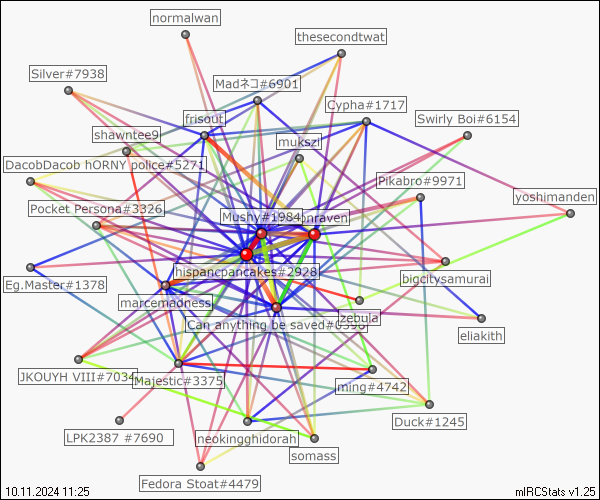 normalwan
thesecondtwat
Silver#7938
Madネコ#6901
Cypha#1717
frisout
Swirly Boi#6154
shawntee9
mukszi
DacobDacob hORNY police#5271
Pikabro#9971
yoshimanden
Pocket Persona#3326
Mushy#1984
onraven
hispancpancakes#2928
bigcitysamurai
Eg.Master#1378
marcemadness
zebuia
Can anything be saved#0398
eliakith
JKOUYH VIII#7034
Majestic#3375
ming#4742
Duck#1245
LPK2387 #7690
neokingghidorah
somass
Fedora Stoat#4479
10.11.2024 11:25
mIRCStats v1.25